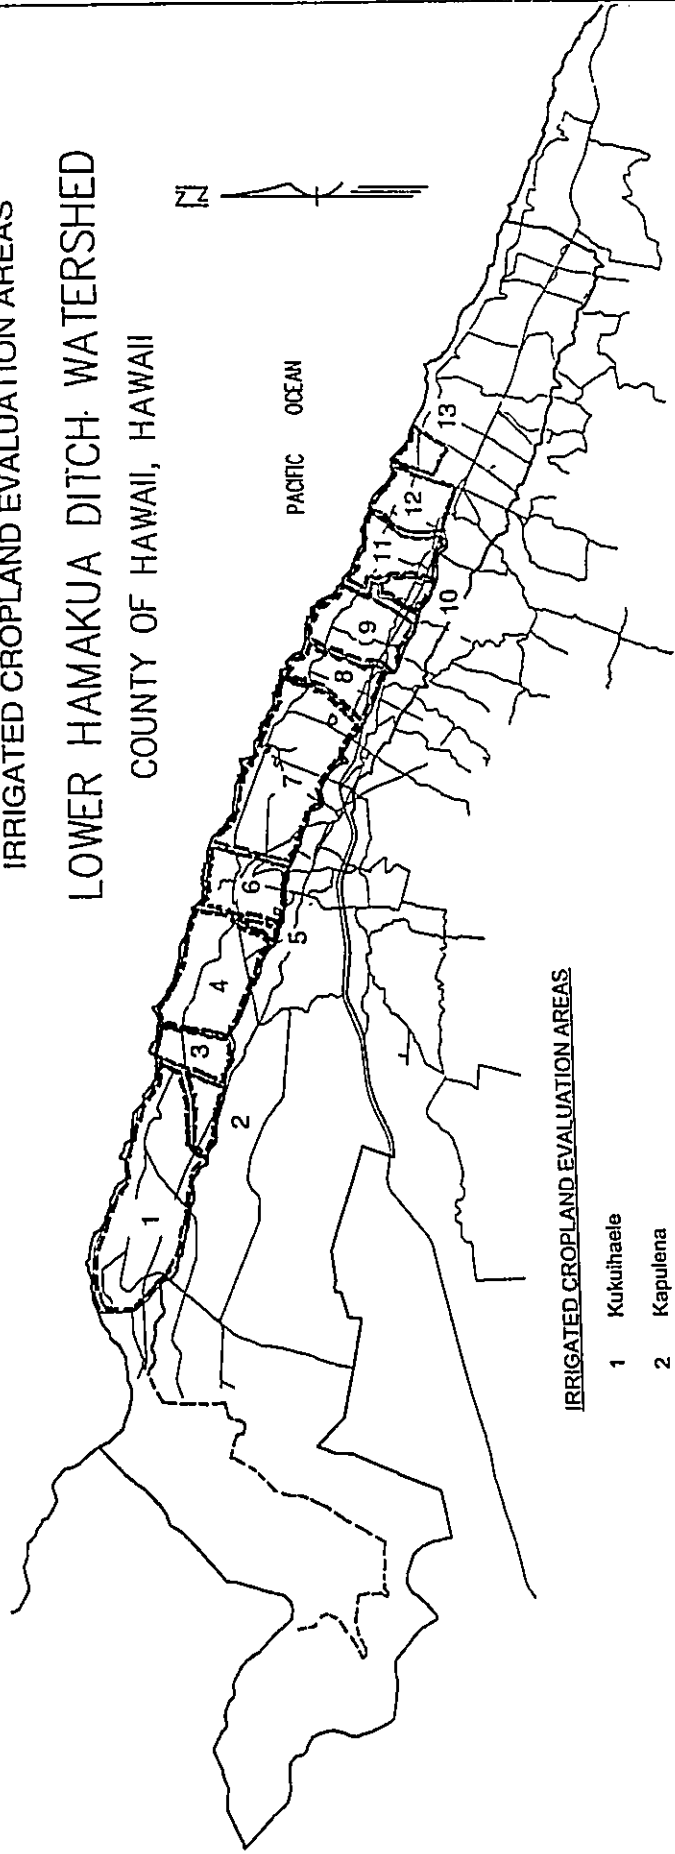 IRRIGATED CROPLAND EVALUATION AREAS
LOWER HAMAKUA DITCH WATERSHED
COUNTY OF HAWAII, HAWAII
N
PACIFIC OCEAN
1
2
3
4
5
6
7
8
9
10
11
12
13
IRRIGATED CROPLAND EVALUATION AREAS
1 Kukuihaele
2 Kapulena